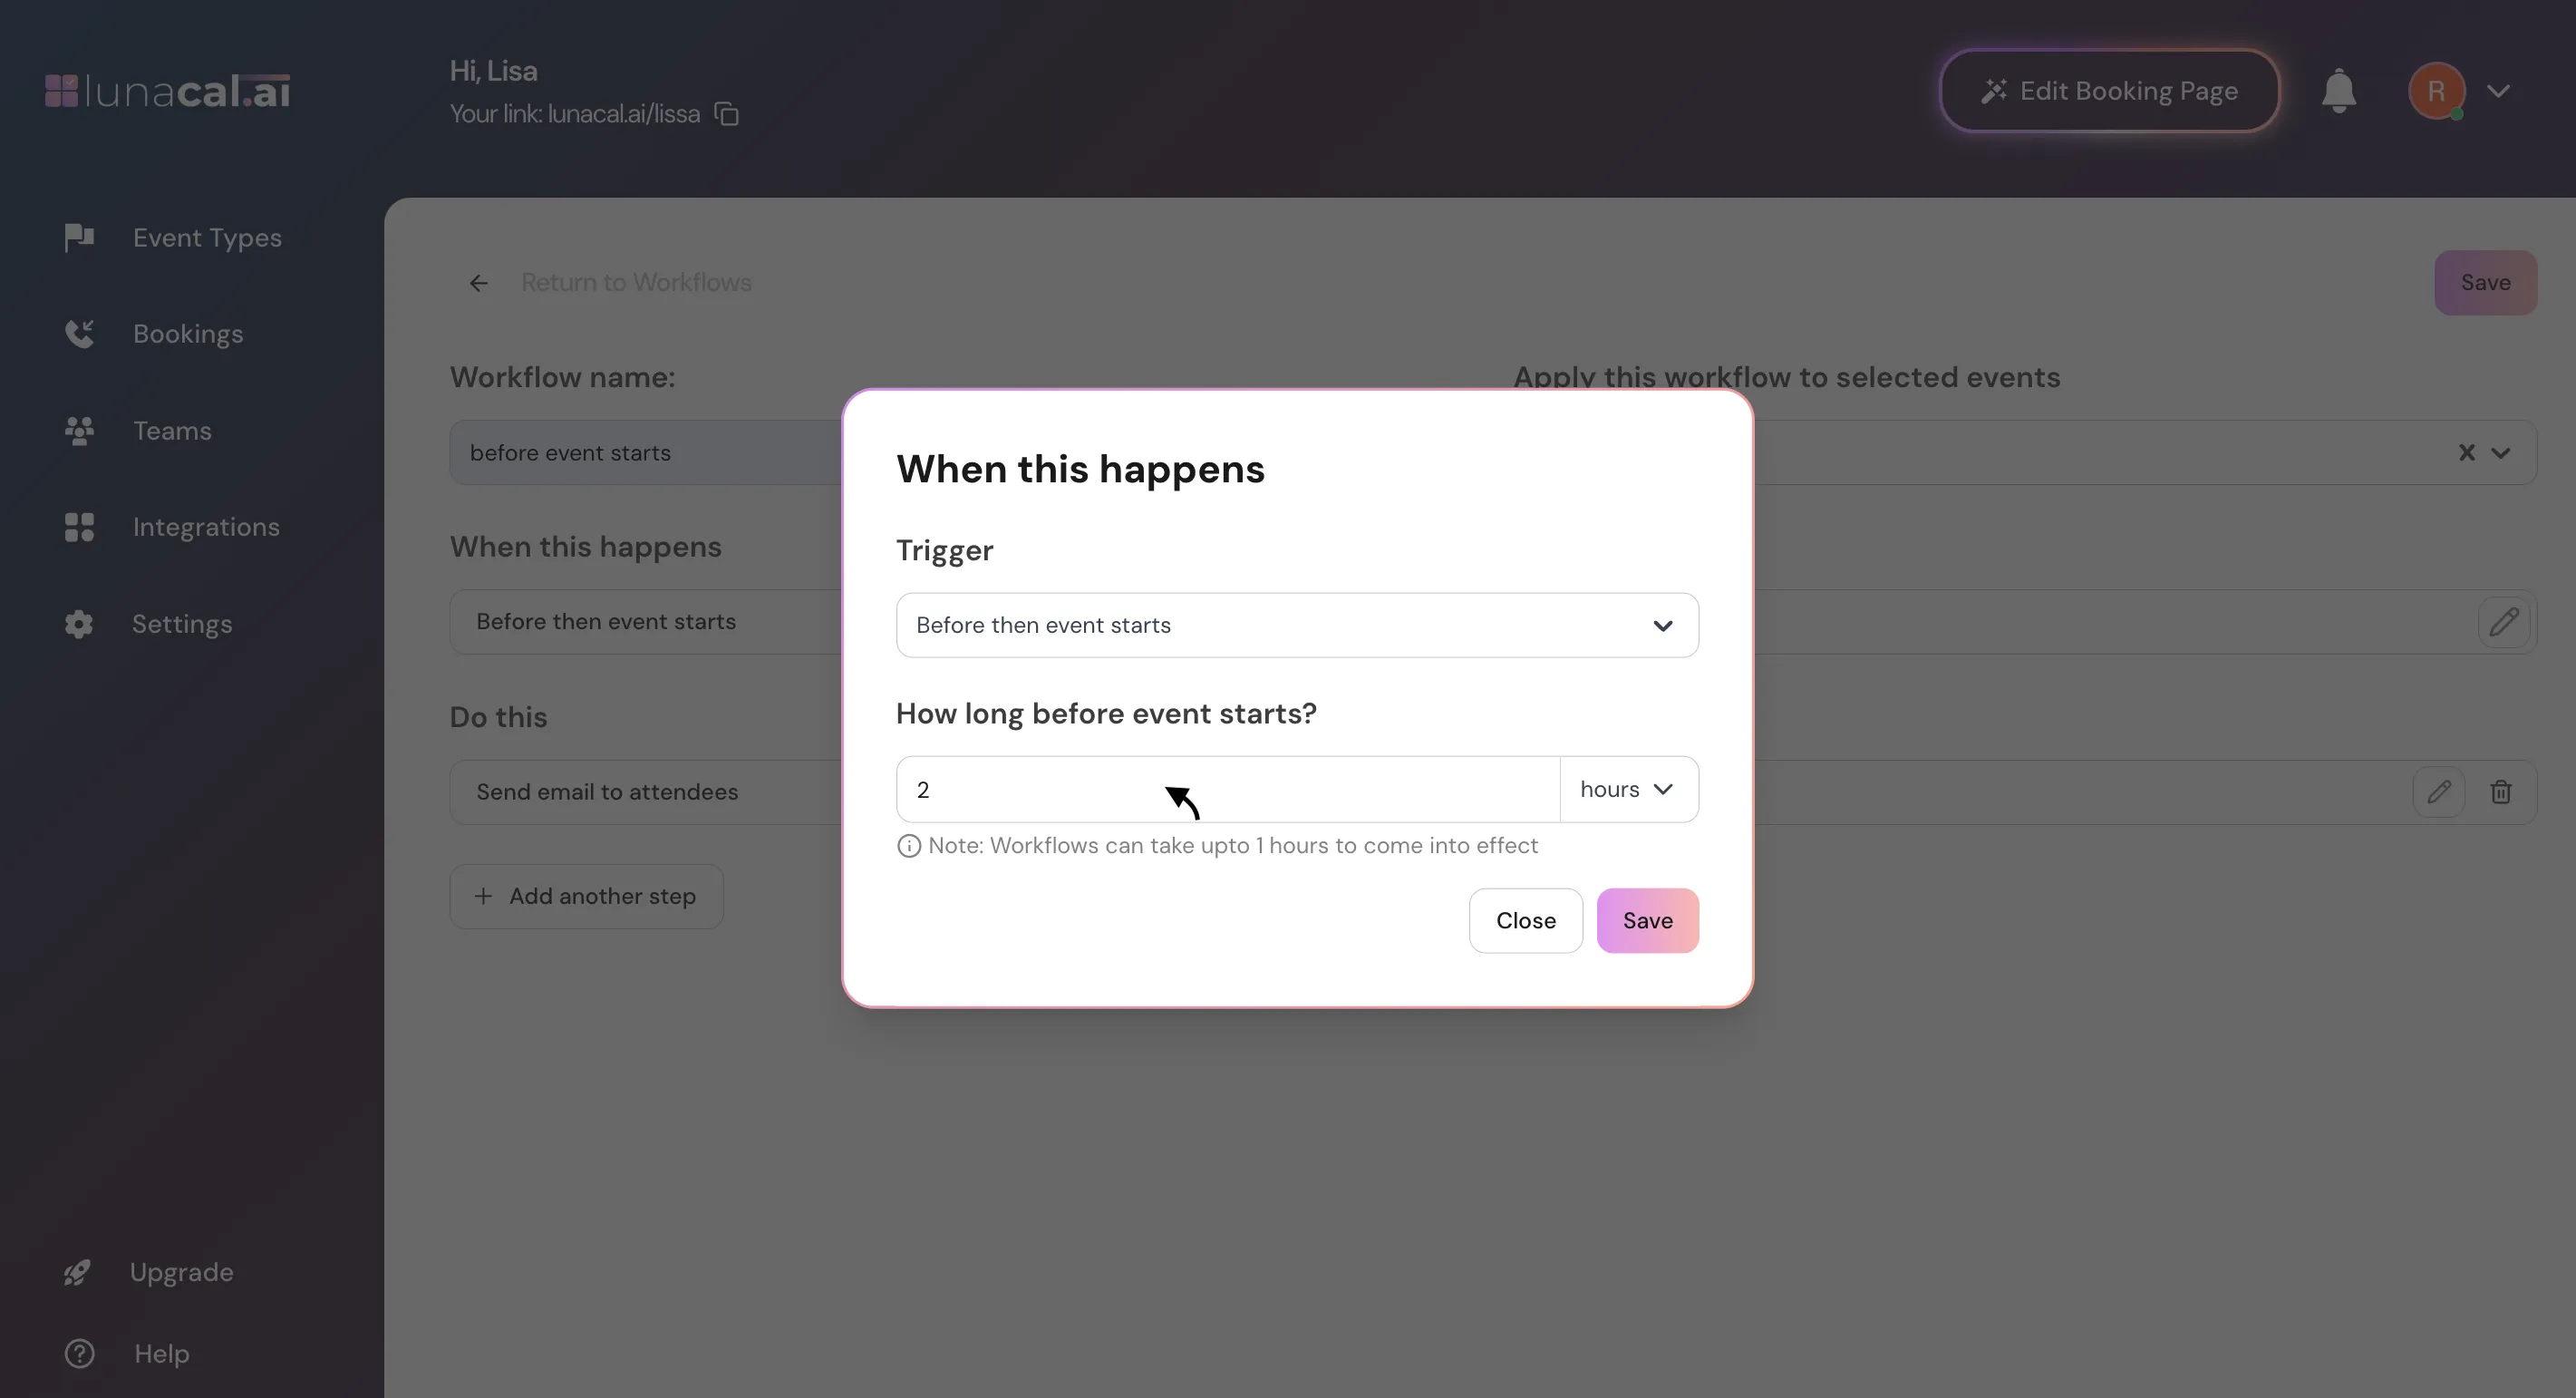 lunacal.ai
Hi, Lisa
Your link: lunacal.ai/lissa
Edit Booking Page
R
Event Types
Bookings
Teams
Integrations
Settings
Upgrade
Help
Return to Workflows
Save
Workflow name:
before event starts
Apply this workflow to selected events
When this happens
Before then event starts
Do this
Send email to attendees
Add another step
When this happens
Trigger
Before then event starts
How long before event starts?
2
hours
Note: Workflows can take upto 1 hours to come into effect
Close
Save